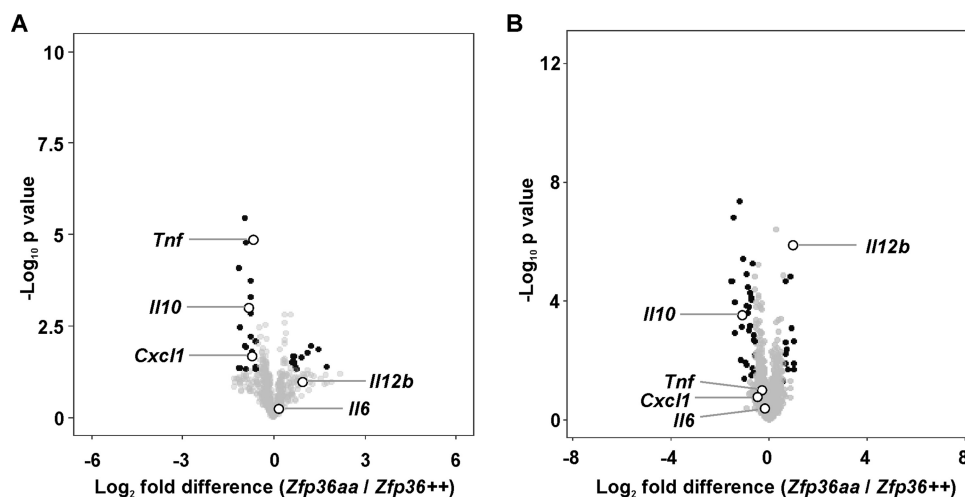 A
10
7.5
5
2.5
0
-Log10 p value
Tnf
Il10
Cxcl1
Il12b
Il6
-6 -3 0 3 6
Log2 fold difference (Zfp36aa / Zfp36++)
B
12
8
4
0
-Log10 p value
Il12b
Il10
Tnf
Cxcl1
Il6
-8 -4 0 4 8
Log2 fold difference (Zfp36aa / Zfp36++)